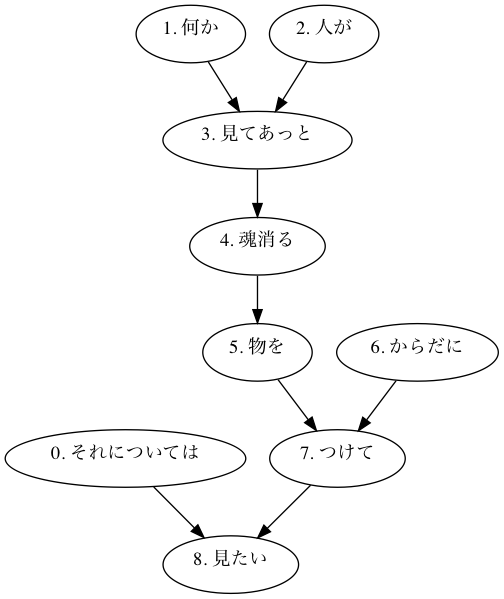 1. 何か
2. 人が
3. 見てあっと
4. 魂消る
5. 物を
6. からだに
0. それについては
7. つけて
8. 見たい